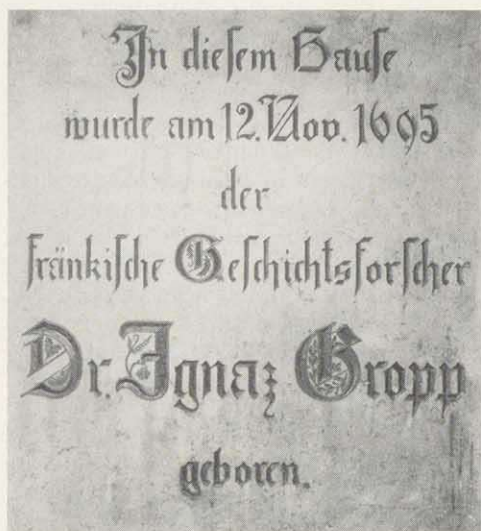 In diesem Hause
wurde am 12. Nov. 1695
der
fränkische Geschichtsforscher
Dr. Ignaz Gropp
geboren.